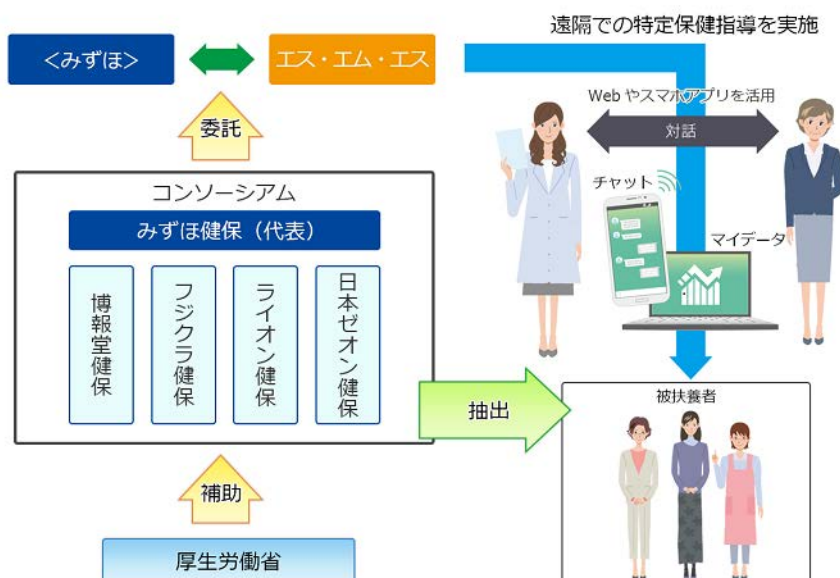 遠隔での特定保健指導を実施
<みずほ>
エス・エム・エス
Webやスマホアプリを活用
対話
委託
チャット
マイデータ
コンソーシアム
みずほ健保（代表）
博報堂健保
フジクラ健保
ライオン健保
日本ゼオン健保
抽出
被扶養者
補助
厚生労働省